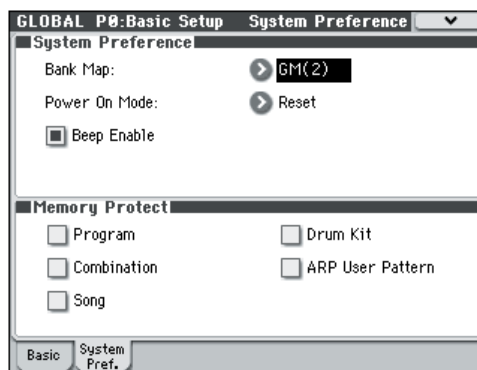 GLOBAL P0:Basic Setup System Preference
System Preference
Bank Map: GM(2)
Power On Mode: Reset
Beep Enable
Memory Protect
Program Drum Kit
Combination ARP User Pattern
Song
Basic System Pref.